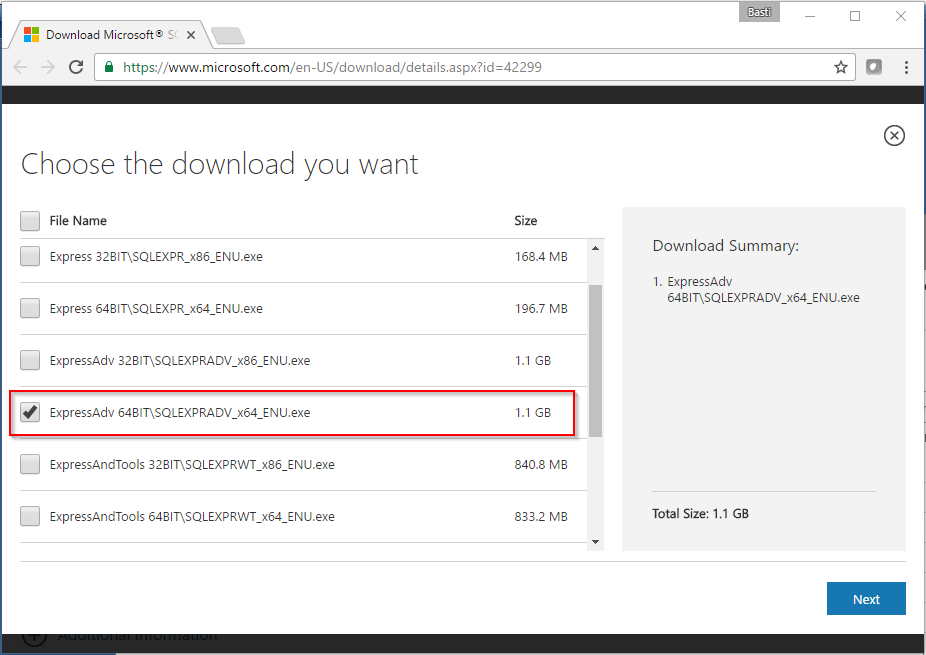 Basti
Download Microsoft® SQ
https://www.microsoft.com/en-US/download/details.aspx?id=42299
Choose the download you want
File Name Size
Express 32BIT\SQLEXPR_x86_ENU.exe 168.4 MB
Express 64BIT\SQLEXPR_x64_ENU.exe 196.7 MB
ExpressAdv 32BIT\SQLEXPRADV_x86_ENU.exe 1.1 GB
ExpressAdv 64BIT\SQLEXPRADV_x64_ENU.exe 1.1 GB
ExpressAndTools 32BIT\SQLEXPRWT_x86_ENU.exe 840.8 MB
ExpressAndTools 64BIT\SQLEXPRWT_x64_ENU.exe 833.2 MB
Download Summary:
1. ExpressAdv
64BIT\SQLEXPRADV_x64_ENU.exe
Total Size: 1.1 GB
Next
Additional Information